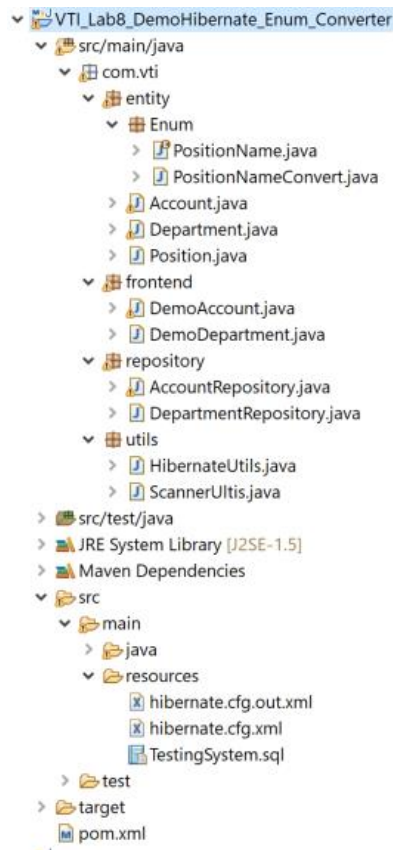 VTI_Lab8_DemoHibernate_Enum_Converter
src/main/java
com.vti
entity
Enum
PositionName.java
PositionNameConvert.java
Account.java
Department.java
Position.java
frontend
DemoAccount.java
DemoDepartment.java
repository
AccountRepository.java
DepartmentRepository.java
utils
HibernateUtils.java
ScannerUltis.java
src/test/java
JRE System Library [J2SE-1.5]
Maven Dependencies
src
main
java
resources
hibernate.cfg.out.xml
hibernate.cfg.xml
TestingSystem.sql
test
target
pom.xml